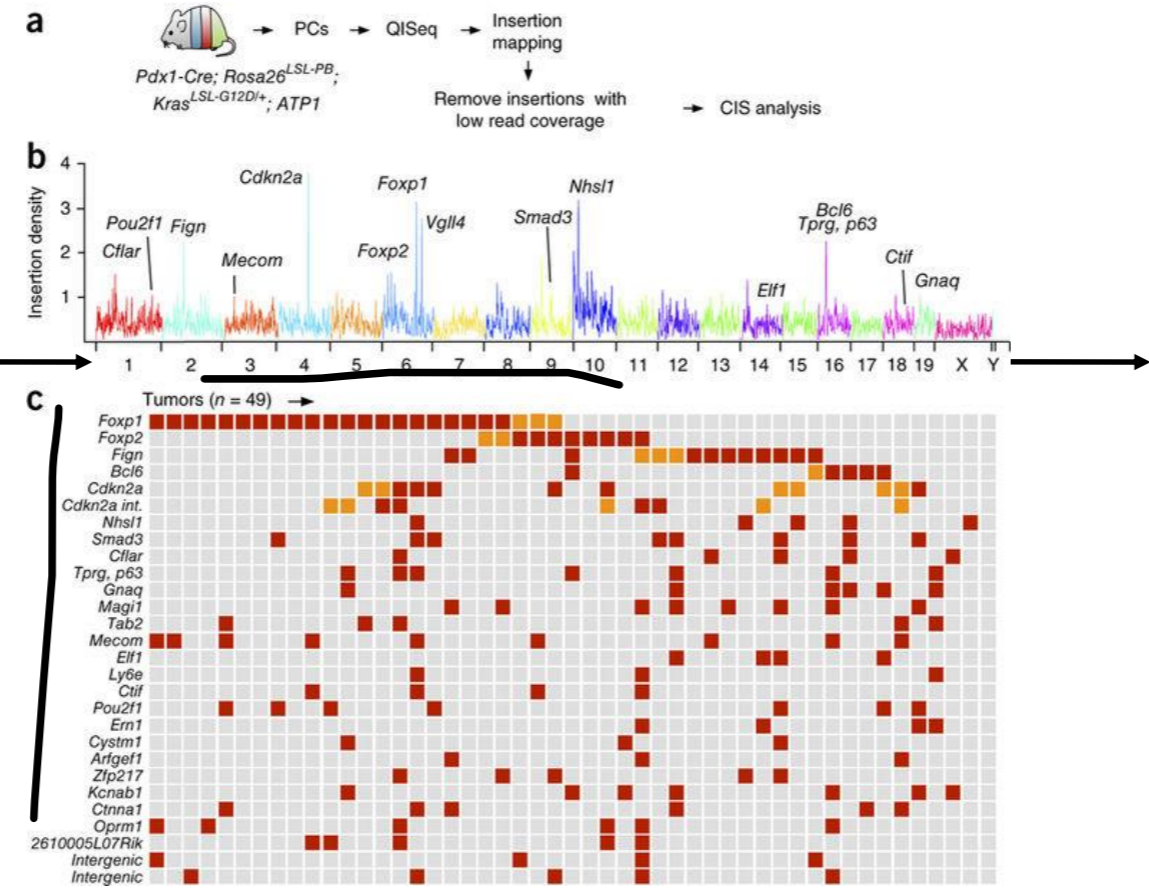 a
PCs
QISeq
Insertion
mapping
Pdx1-Cre; Rosa26LSL-PB;
KrasLSL-G12D/+; ATP1
Remove insertions with
low read coverage
CIS analysis
b
Insertion density
4
3
2
1
Cdkn2a
Foxp1
Nhsl1
Pou2f1
Fign
Vgll4
Smad3
Bcl6
Tprg, p63
Cflar
Mecom
Foxp2
Ctif
Elf1
Gnaq
1 2 3 4 5 6 7 8 9 10 11 12 13 14 15 16 17 18 19 X Y
c
Tumors (n = 49)
Foxp1
Foxp2
Fign
Bcl6
Cdkn2a
Cdkn2a int.
Nhsl1
Smad3
Cflar
Tprg, p63
Gnaq
Magi1
Tab2
Mecom
Elf1
Ly6e
Ctif
Pou2f1
Ern1
Cystm1
Arfgef1
Zfp217
Kcnab1
Ctnna1
Oprm1
2610005L07Rik
Intergenic
Intergenic